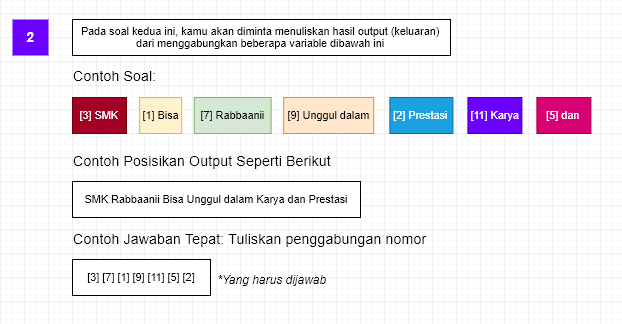 2
Pada soal kedua ini, kamu akan diminta menuliskan hasil output (keluaran)
dari menggabungkan beberapa variable dibawah ini
Contoh Soal:
[3] SMK [1] Bisa [7] Rabbaanii [9] Unggul dalam [2] Prestasi [11] Karya [5] dan
Contoh Posisikan Output Seperti Berikut
SMK Rabbaanii Bisa Unggul dalam Karya dan Prestasi
Contoh Jawaban Tepat: Tuliskan penggabungan nomor
[3] [7] [1] [9] [11] [5] [2] *Yang harus dijawab